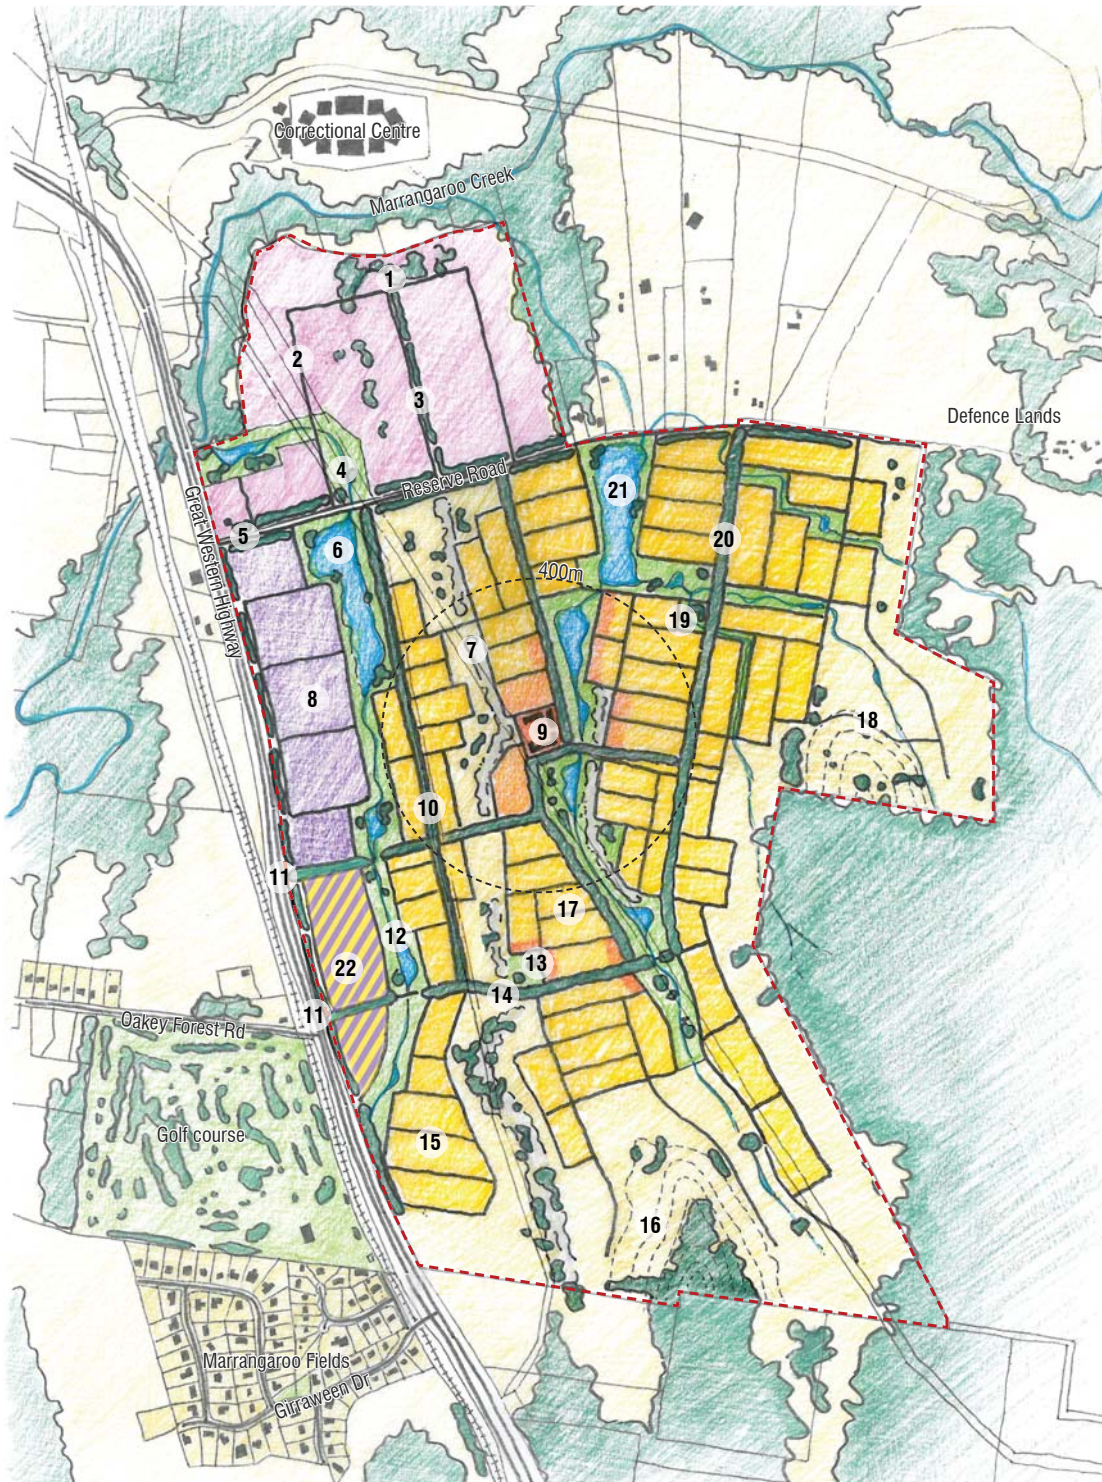 Correctional Centre
Marrangaroo Creek
1
2
3
Defence Lands
4
Reserve Road
21
5
6
20
Great Western Highway
400m
19
7
8
18
9
10
11
17
12
13
22
14
11
Oakey Forest Rd
Golf course
15
16
Marrangaroo Fields
Girraween Dr